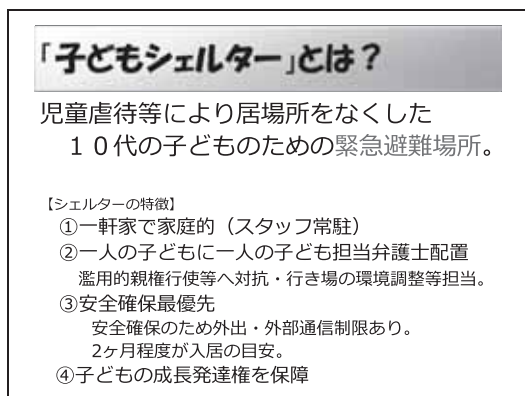 「子どもシェルター」とは？
児童虐待等により居場所をなくした
１０代の子どものための緊急避難場所。
【シェルターの特徴】
①一軒家で家庭的（スタッフ常駐）
②一人の子どもに一人の子ども担当弁護士配置
濫用的親権行使等へ対抗・行き場の環境調整等担当。
③安全確保最優先
安全確保のため外出・外部通信制限あり。
2ヶ月程度が入居の目安。
④子どもの成長発達権を保障